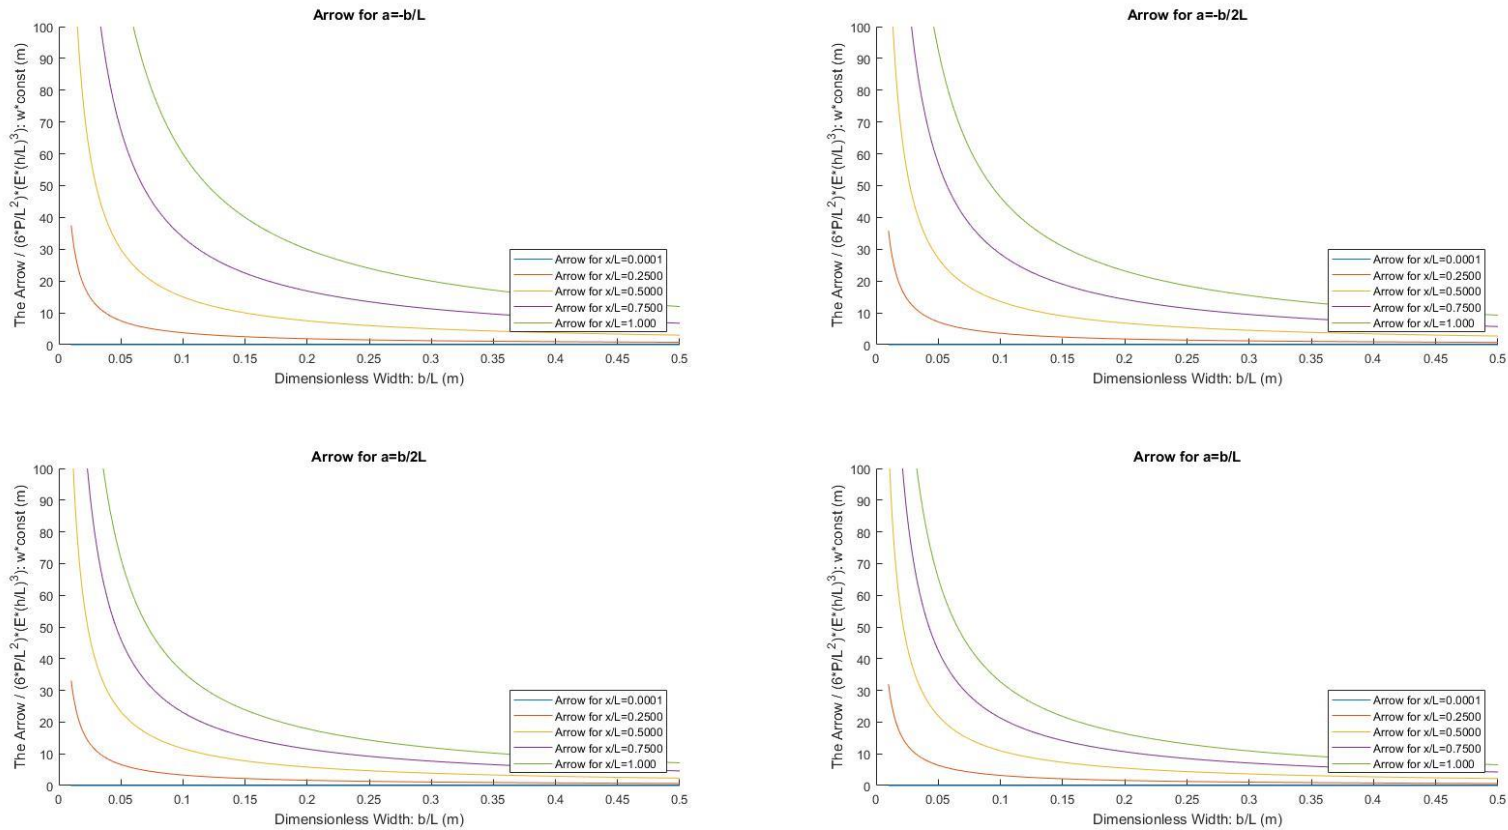 Arrow for a=-b/L
The Arrow / (6*P/L^2)*(E*(h/L)^3): w*const (m)
100
90
80
70
60
50
40
30
20
10
0
Arrow for x/L=0.0001
Arrow for x/L=0.2500
Arrow for x/L=0.5000
Arrow for x/L=0.7500
Arrow for x/L=1.000
0 0.05 0.1 0.15 0.2 0.25 0.3 0.35 0.4 0.45 0.5
Dimensionless Width: b/L (m)
Arrow for a=-b/2L
The Arrow / (6*P/L^2)*(E*(h/L)^3): w*const (m)
100
90
80
70
60
50
40
30
20
10
0
Arrow for x/L=0.0001
Arrow for x/L=0.2500
Arrow for x/L=0.5000
Arrow for x/L=0.7500
Arrow for x/L=1.000
0 0.05 0.1 0.15 0.2 0.25 0.3 0.35 0.4 0.45 0.5
Dimensionless Width: b/L (m)
Arrow for a=b/2L
The Arrow / (6*P/L^2)*(E*(h/L)^3): w*const (m)
100
90
80
70
60
50
40
30
20
10
0
Arrow for x/L=0.0001
Arrow for x/L=0.2500
Arrow for x/L=0.5000
Arrow for x/L=0.7500
Arrow for x/L=1.000
0 0.05 0.1 0.15 0.2 0.25 0.3 0.35 0.4 0.45 0.5
Dimensionless Width: b/L (m)
Arrow for a=b/L
The Arrow / (6*P/L^2)*(E*(h/L)^3): w*const (m)
100
90
80
70
60
50
40
30
20
10
0
Arrow for x/L=0.0001
Arrow for x/L=0.2500
Arrow for x/L=0.5000
Arrow for x/L=0.7500
Arrow for x/L=1.000
0 0.05 0.1 0.15 0.2 0.25 0.3 0.35 0.4 0.45 0.5
Dimensionless Width: b/L (m)